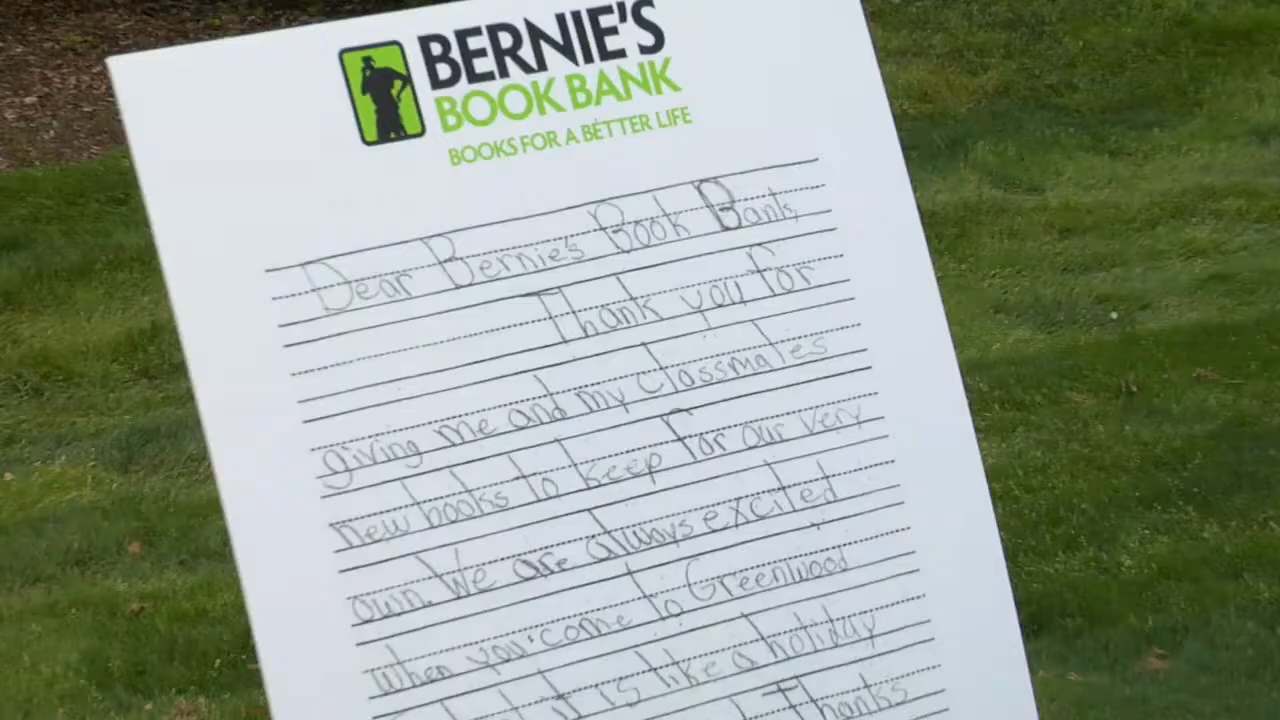 BERNIE'S
BOOK BANK
BOOKS FOR A BETTER LIFE
Dear Bernie's Book Bank,
Thank you for
giving me and my classmates
new books to keep for our very
own. We are always excited
when you come to Greenwood
it is like a holiday
Thanks